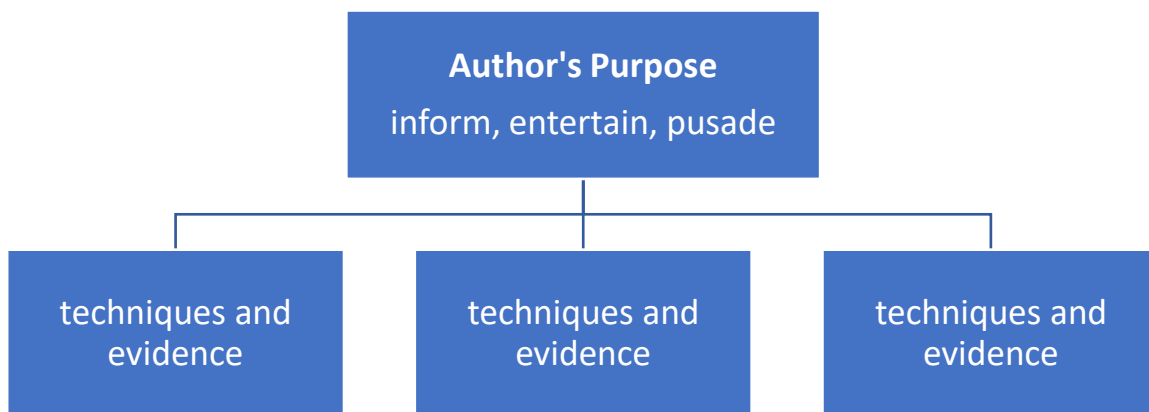 Author's Purpose
inform, entertain, pusade
techniques and
evidence
techniques and
evidence
techniques and
evidence